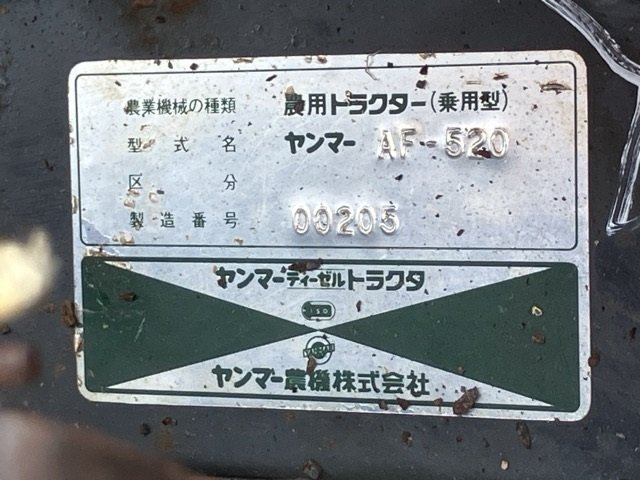 農業機械の種類 農用トラクター(乗用型)
型式名 ヤンマー AF-520
区分
製造番号 00205
ヤンマーディーゼルトラクタ
ISO
YANMAR
ヤンマー農機株式会社